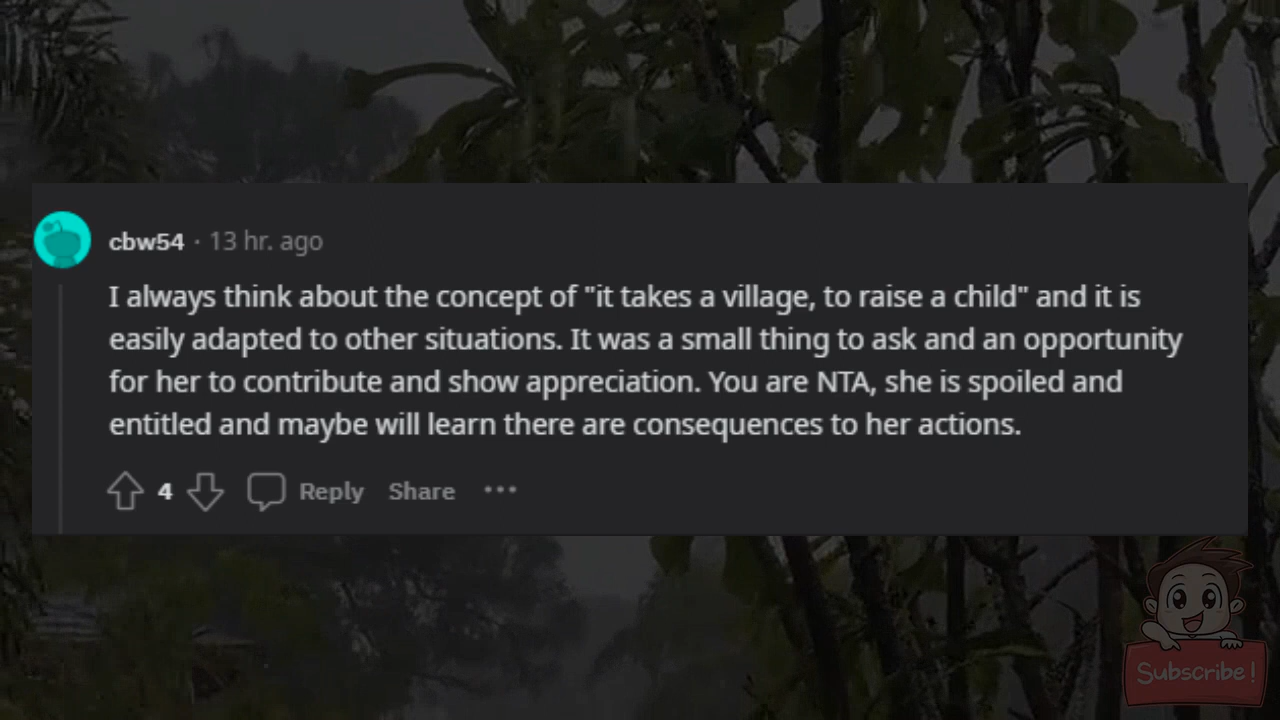 cbw54 · 13 hr. ago
I always think about the concept of "it takes a village, to raise a child" and it is
easily adapted to other situations. It was a small thing to ask and an opportunity
for her to contribute and show appreciation. You are NTA, she is spoiled and
entitled and maybe will learn there are consequences to her actions.
4 Reply Share ···
Subscribe!